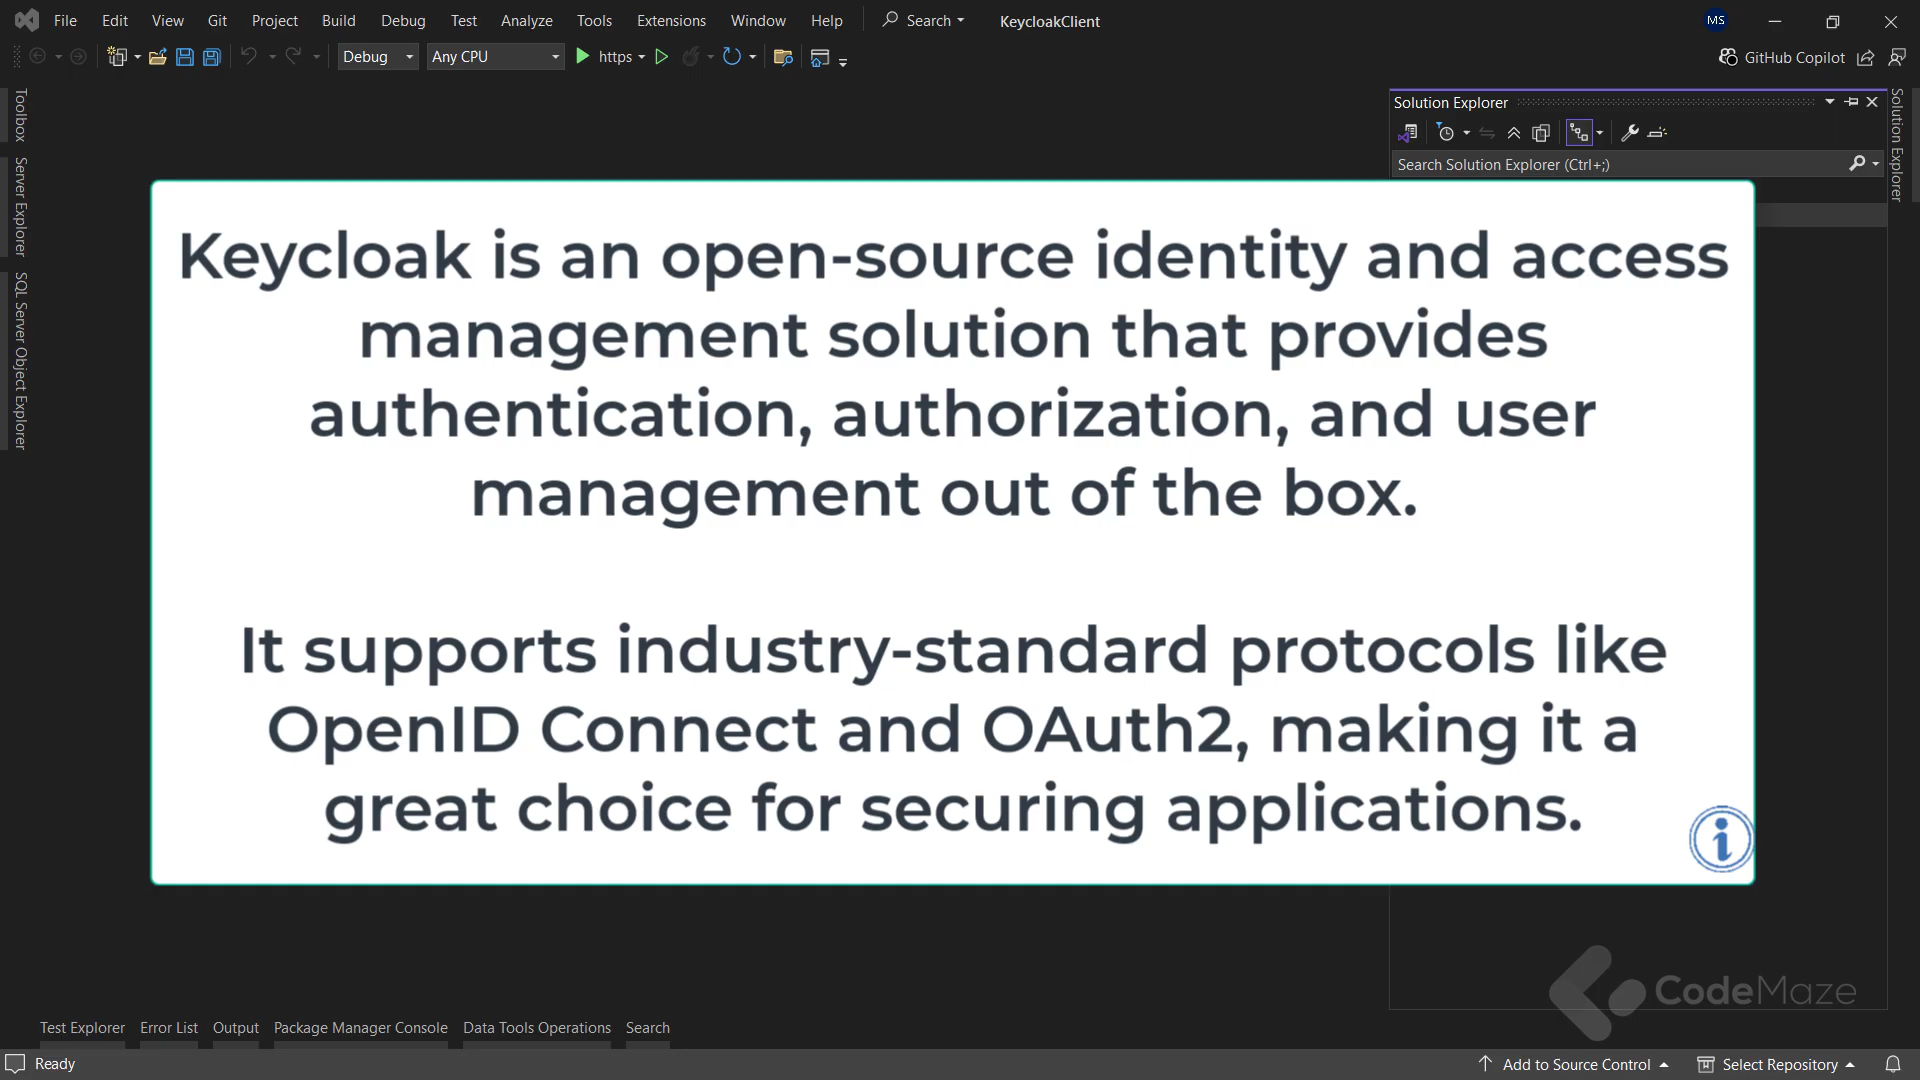 File Edit View Git Project Build Debug Test Analyze Tools Extensions Window Help Search KeycloakClient MS
Debug Any CPU https GitHub Copilot
Toolbox
Server Explorer
SQL Server Object Explorer
Solution Explorer
Search Solution Explorer (Ctrl+;)
Solution Explorer
Keycloak is an open-source identity and access
management solution that provides
authentication, authorization, and user
management out of the box.
It supports industry-standard protocols like
OpenID Connect and OAuth2, making it a
great choice for securing applications.
CodeMaze
Test Explorer Error List Output Package Manager Console Data Tools Operations Search
Ready Add to Source Control Select Repository